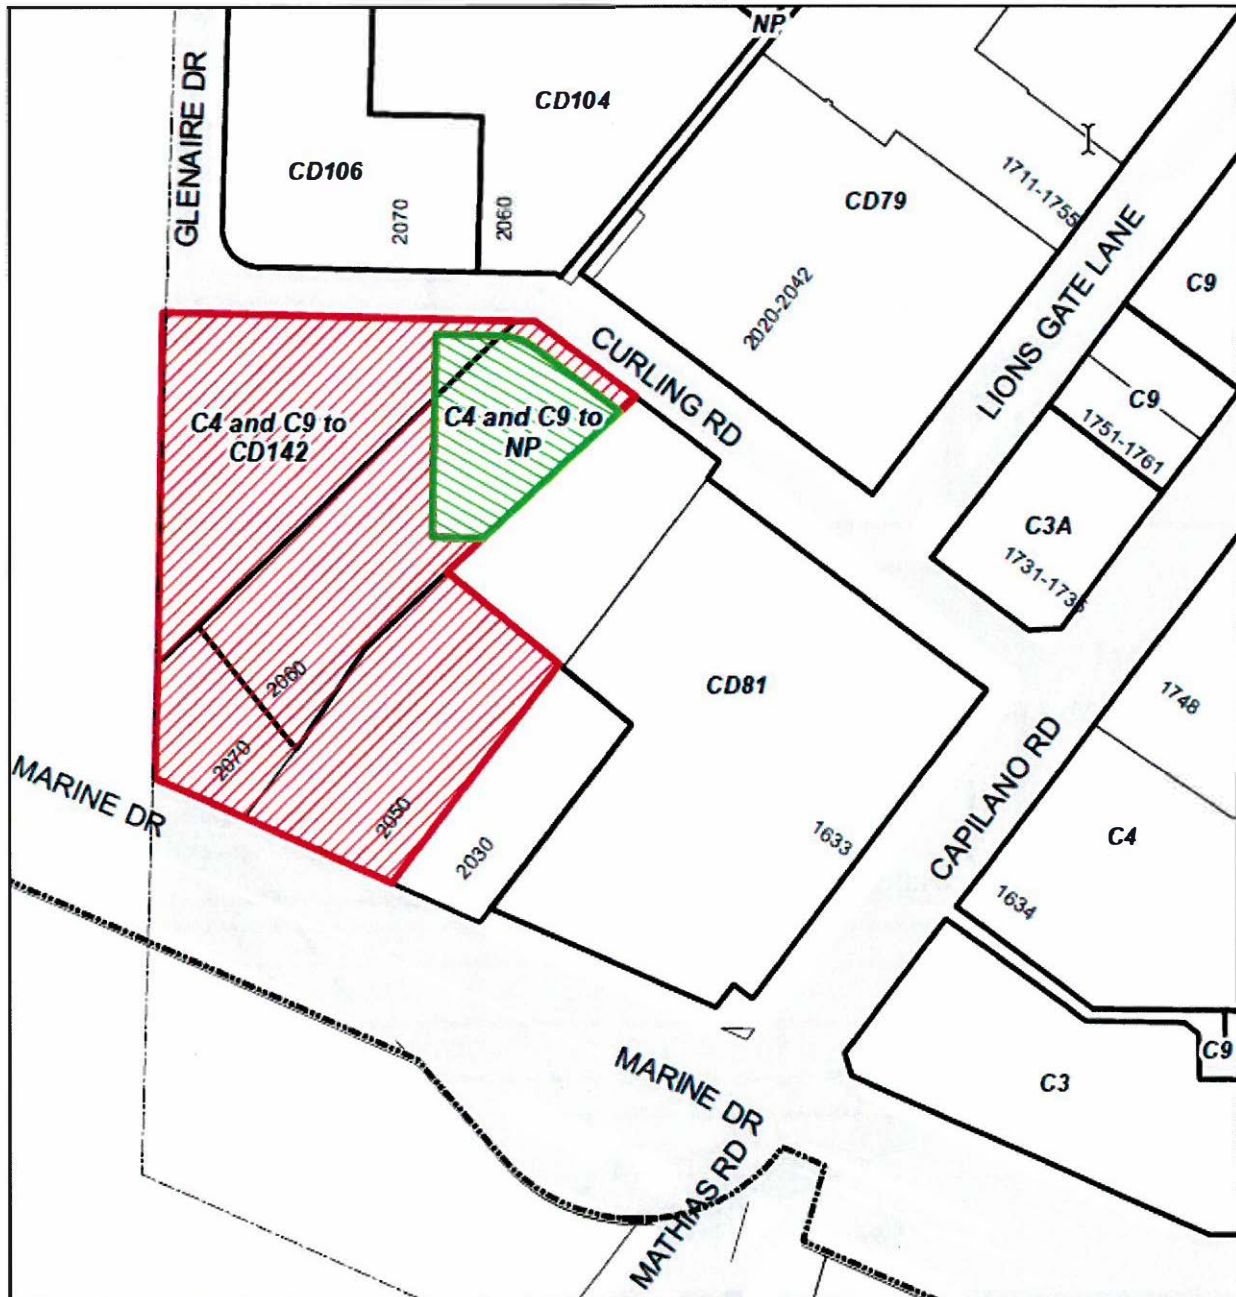 NP
GLENAIRE DR
CD104
CD106
2070
2060
CD79
1711-1755
2020-2042
LIONS GATE LANE
C9
C9
1751-1761
CURLING RD
C4 and C9 to
CD142
C4 and C9 to
NP
C3A
1731-1735
2060
CD81
1748
2070
MARINE DR
2050
2030
1633
CAPILANO RD
C4
1634
C9
C3
MARINE DR
MATHIAS RD